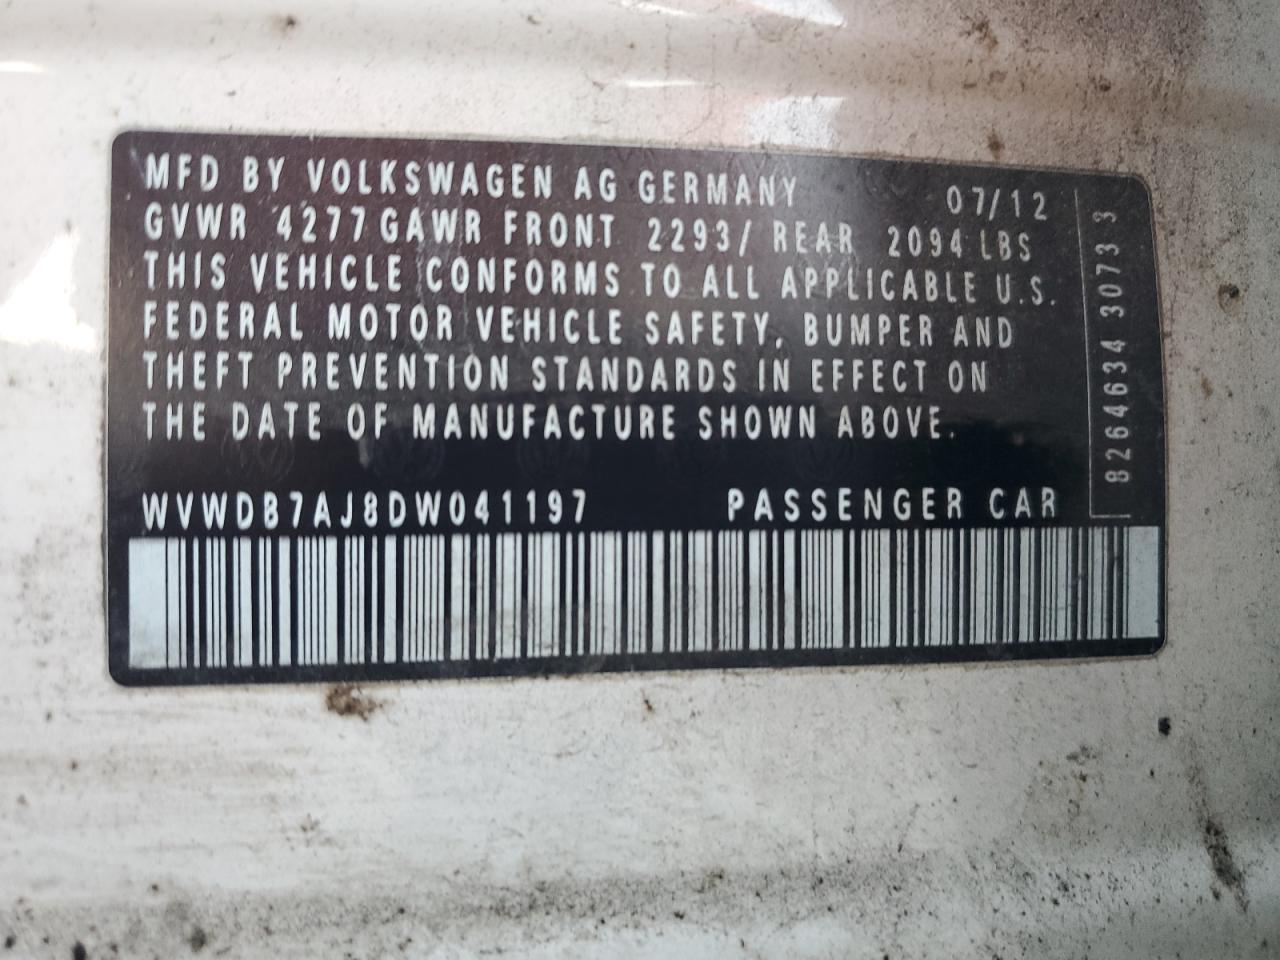 MFD BY VOLKSWAGEN AG GERMANY 07/12
GVWR 4277 GAWR FRONT 2293/ REAR 2094 LBS
THIS VEHICLE CONFORMS TO ALL APPLICABLE U.S.
FEDERAL MOTOR VEHICLE SAFETY, BUMPER AND
THEFT PREVENTION STANDARDS IN EFFECT ON
THE DATE OF MANUFACTURE SHOWN ABOVE.
WVWDB7AJ8DW041197 PASSENGER CAR
8264634 3073 3